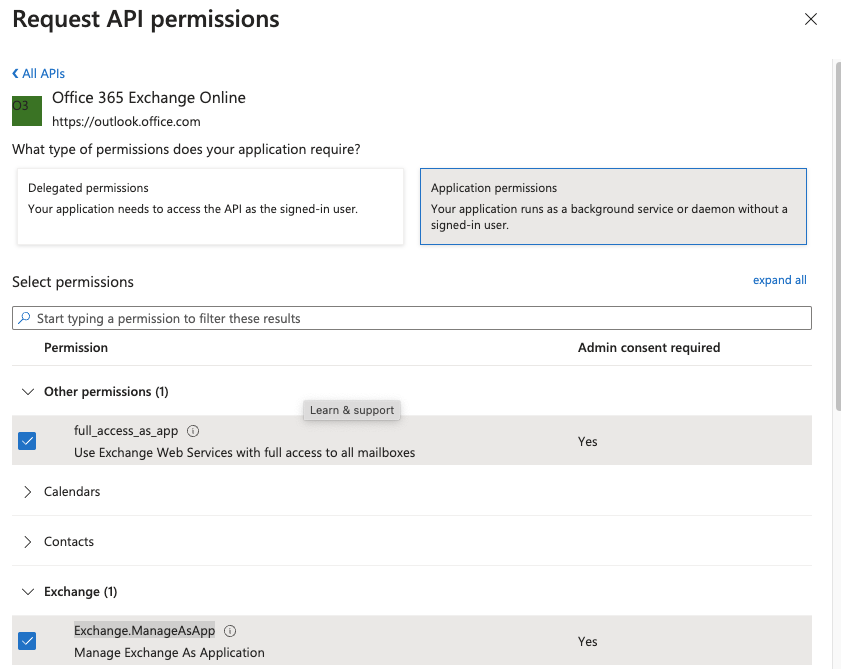 Request API permissions
All APIs
O3
Office 365 Exchange Online
https://outlook.office.com
What type of permissions does your application require?
Delegated permissions
Your application needs to access the API as the signed-in user.
Application permissions
Your application runs as a background service or daemon without a
signed-in user.
Select permissions
expand all
Start typing a permission to filter these results
Permission
Admin consent required
Other permissions (1)
Learn & support
full_access_as_app
Use Exchange Web Services with full access to all mailboxes
Yes
Calendars
Contacts
Exchange (1)
Exchange.ManageAsApp
Manage Exchange As Application
Yes